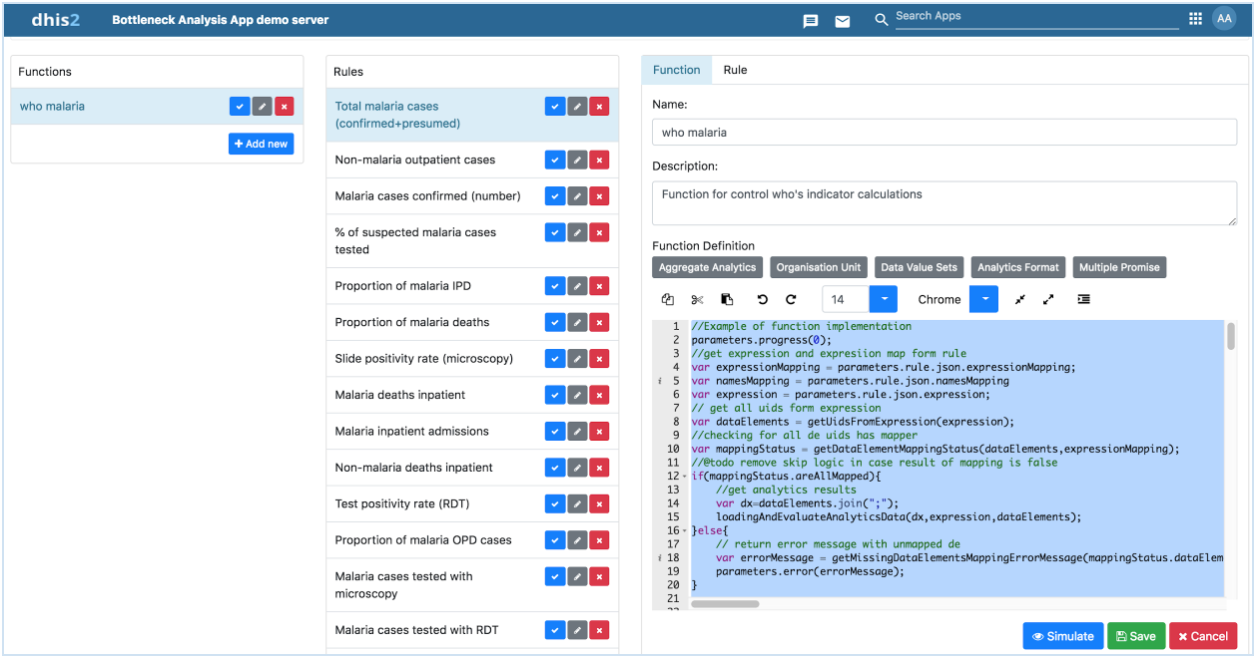 dhis2
Bottleneck Analysis App demo server
Search Apps
AA
Functions
who malaria
Add new
Rules
Total malaria cases
(confirmed+presumed)
Non-malaria outpatient cases
Malaria cases confirmed (number)
% of suspected malaria cases
tested
Proportion of malaria IPD
Proportion of malaria deaths
Slide positivity rate (microscopy)
Malaria deaths inpatient
Malaria inpatient admissions
Non-malaria deaths inpatient
Test positivity rate (RDT)
Proportion of malaria OPD cases
Malaria cases tested with
microscopy
Malaria cases tested with RDT
Function Rule
Name:
who malaria
Description:
Function for control who's indicator calculations
Function Definition
Aggregate Analytics Organisation Unit Data Value Sets Analytics Format Multiple Promise
14 Chrome
1 //Example of function implementation
2 parameters.progress(0);
3 //get expression and expresiion map form rule
4 var expressionMapping = parameters.rule.json.expressionMapping;
i 5 var namesMapping = parameters.rule.json.namesMapping
6 var expression = parameters.rule.json.expression;
7 // get all uids form expression
8 var dataElements = getUidsFromExpression(expression);
9 //checking for all de uids has mapper
10 var mappingStatus = getDataElementMappingStatus(dataElements,expressionMapping);
11 //@todo remove skip logic in case result of mapping is false
12 if(mappingStatus.areAllMapped){
13 //get analytics results
14 var dx=dataElements.join(";");
15 loadingAndEvaluateAnalyticsData(dx,expression,dataElements);
16 }else{
17 // return error message with unmapped de
i 18 var errorMessage = getMissingDataElementsMappingErrorMessage(mappingStatus.dataElem
19 parameters.error(errorMessage);
20 }
21
Simulate Save Cancel